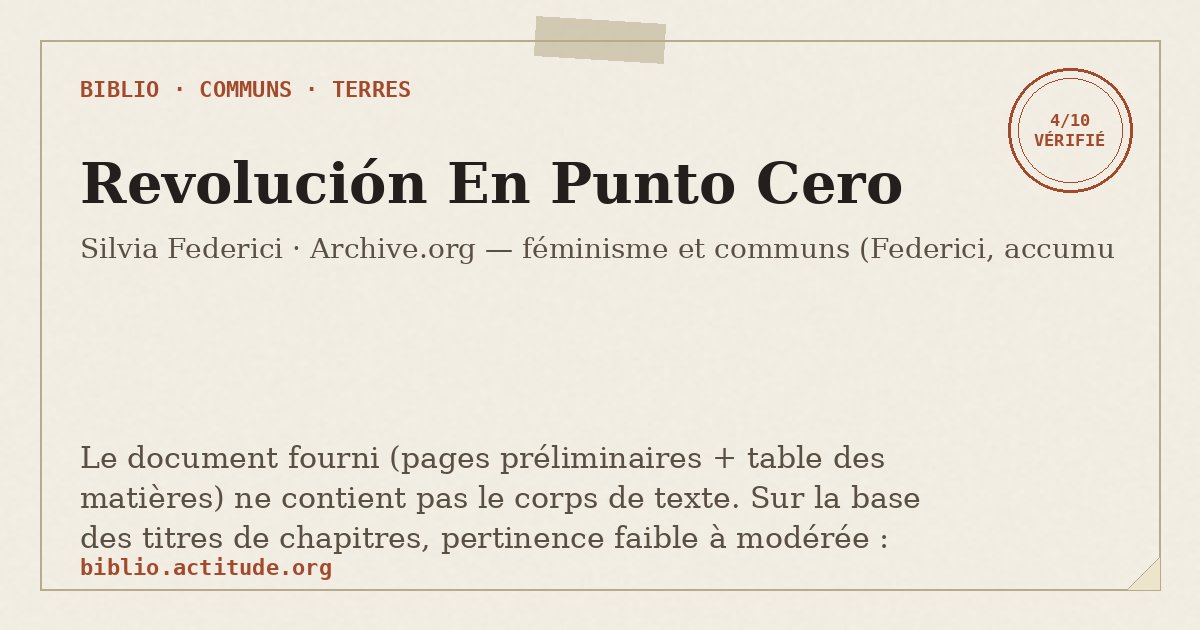 BIBLIO · COMMUNS · TERRES
4/10
VÉRIFIÉ
Revolución En Punto Cero
Silvia Federici · Archive.org — féminisme et communs (Federici, accumu
Le document fourni (pages préliminaires + table des
matières) ne contient pas le corps de texte. Sur la base
des titres de chapitres, pertinence faible à modérée :
biblio.actitude.org